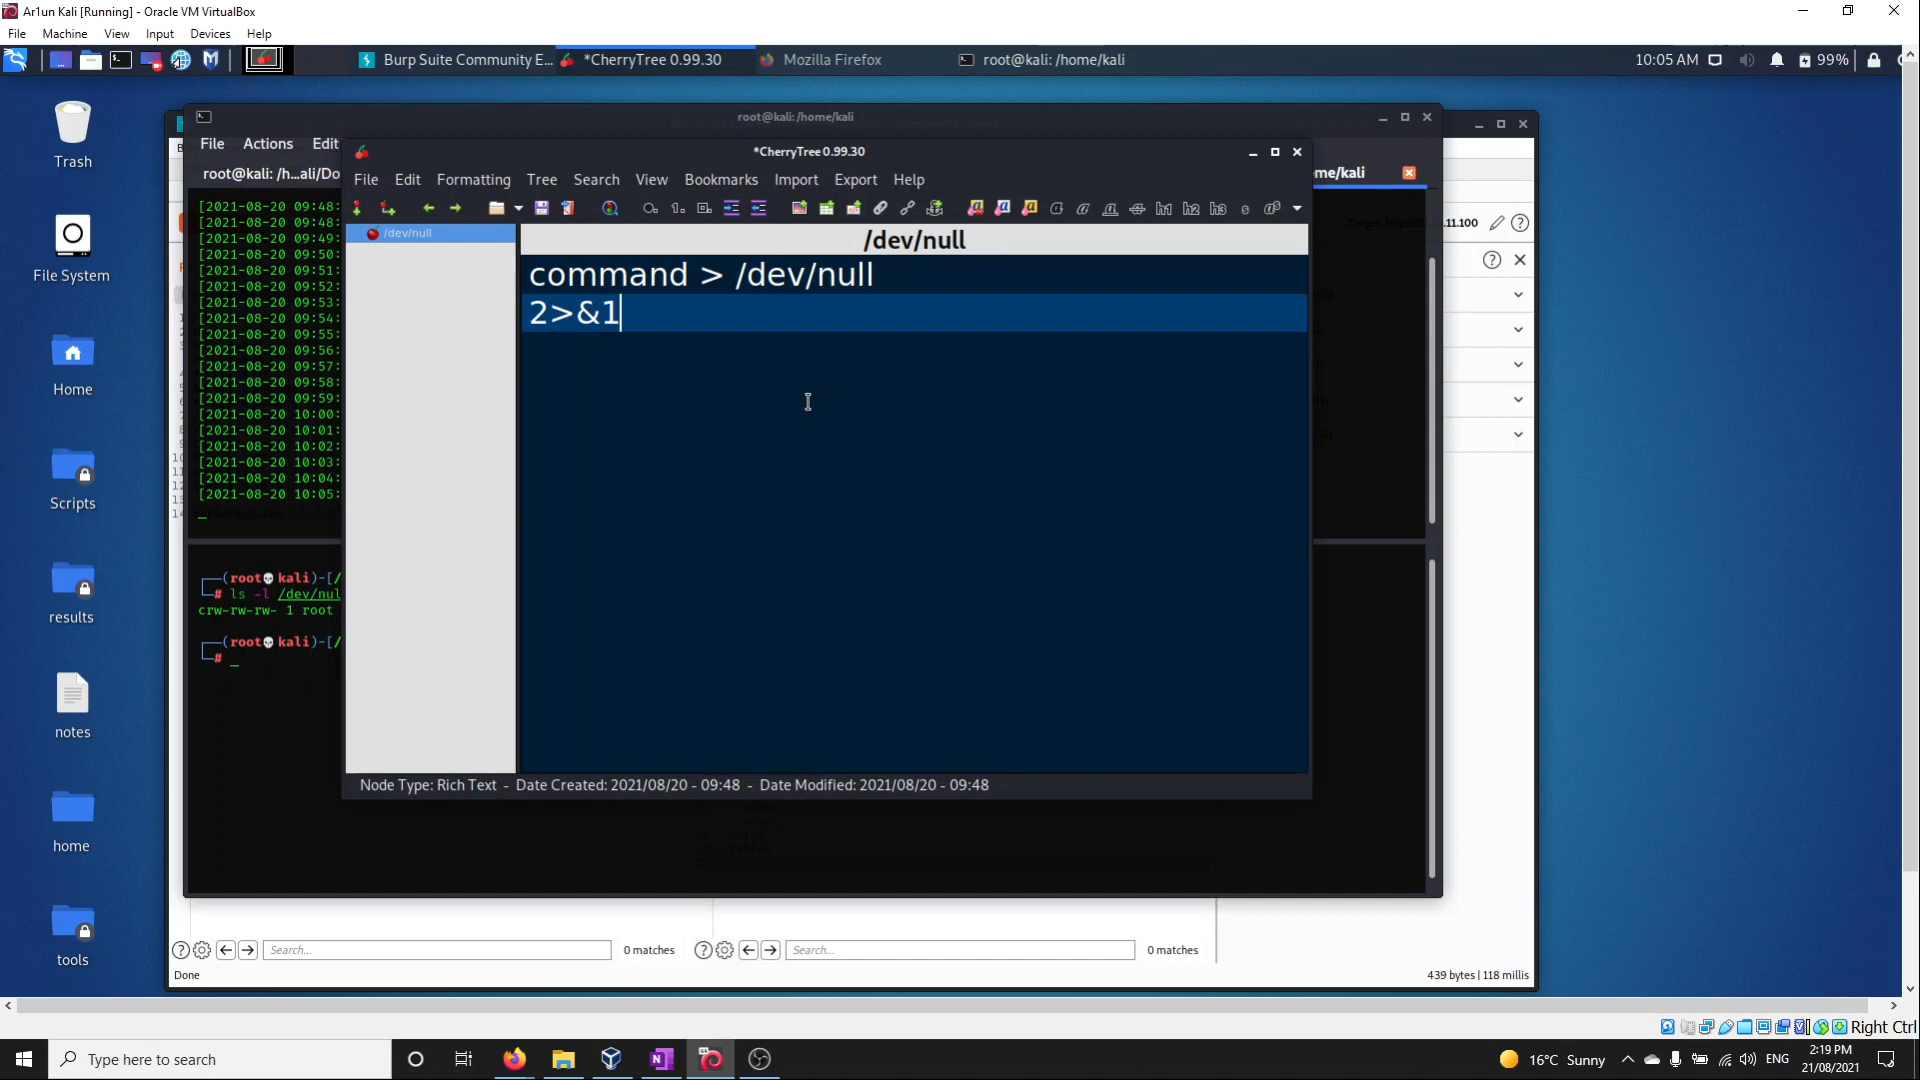 Ar1un Kali [Running] - Oracle VM VirtualBox
File Machine View Input Devices Help
Burp Suite Community E... *CherryTree 0.99.30 Mozilla Firefox root@kali: /home/kali 10:05 AM 99%
root@kali: /home/kali
File Actions Edit
*CherryTree 0.99.30
root@kali: /h...ali/Do
me/kali
File Edit Formatting Tree Search View Bookmarks Import Export Help
/dev/null
/dev/null
command > /dev/null
2>&1
[2021-08-20 09:48:
[2021-08-20 09:48:
[2021-08-20 09:49:
[2021-08-20 09:50:
[2021-08-20 09:51:
[2021-08-20 09:52:
[2021-08-20 09:53:
[2021-08-20 09:54:
[2021-08-20 09:55:
[2021-08-20 09:56:
[2021-08-20 09:57:
[2021-08-20 09:58:
[2021-08-20 09:59:
[2021-08-20 10:00:
[2021-08-20 10:01:
[2021-08-20 10:02:
[2021-08-20 10:03:
[2021-08-20 10:04:
[2021-08-20 10:05:
(root💀kali)-[/
# ls -l /dev/nul
crw-rw-rw- 1 root
(root💀kali)-[/
# _
Node Type: Rich Text - Date Created: 2021/08/20 - 09:48 - Date Modified: 2021/08/20 - 09:48
Trash
File System
Home
Scripts
results
notes
home
tools
Search... 0 matches Search... 0 matches
Done 439 bytes | 118 millis
Right Ctrl
Type here to search
16°C Sunny ENG 2:19 PM
21/08/2021